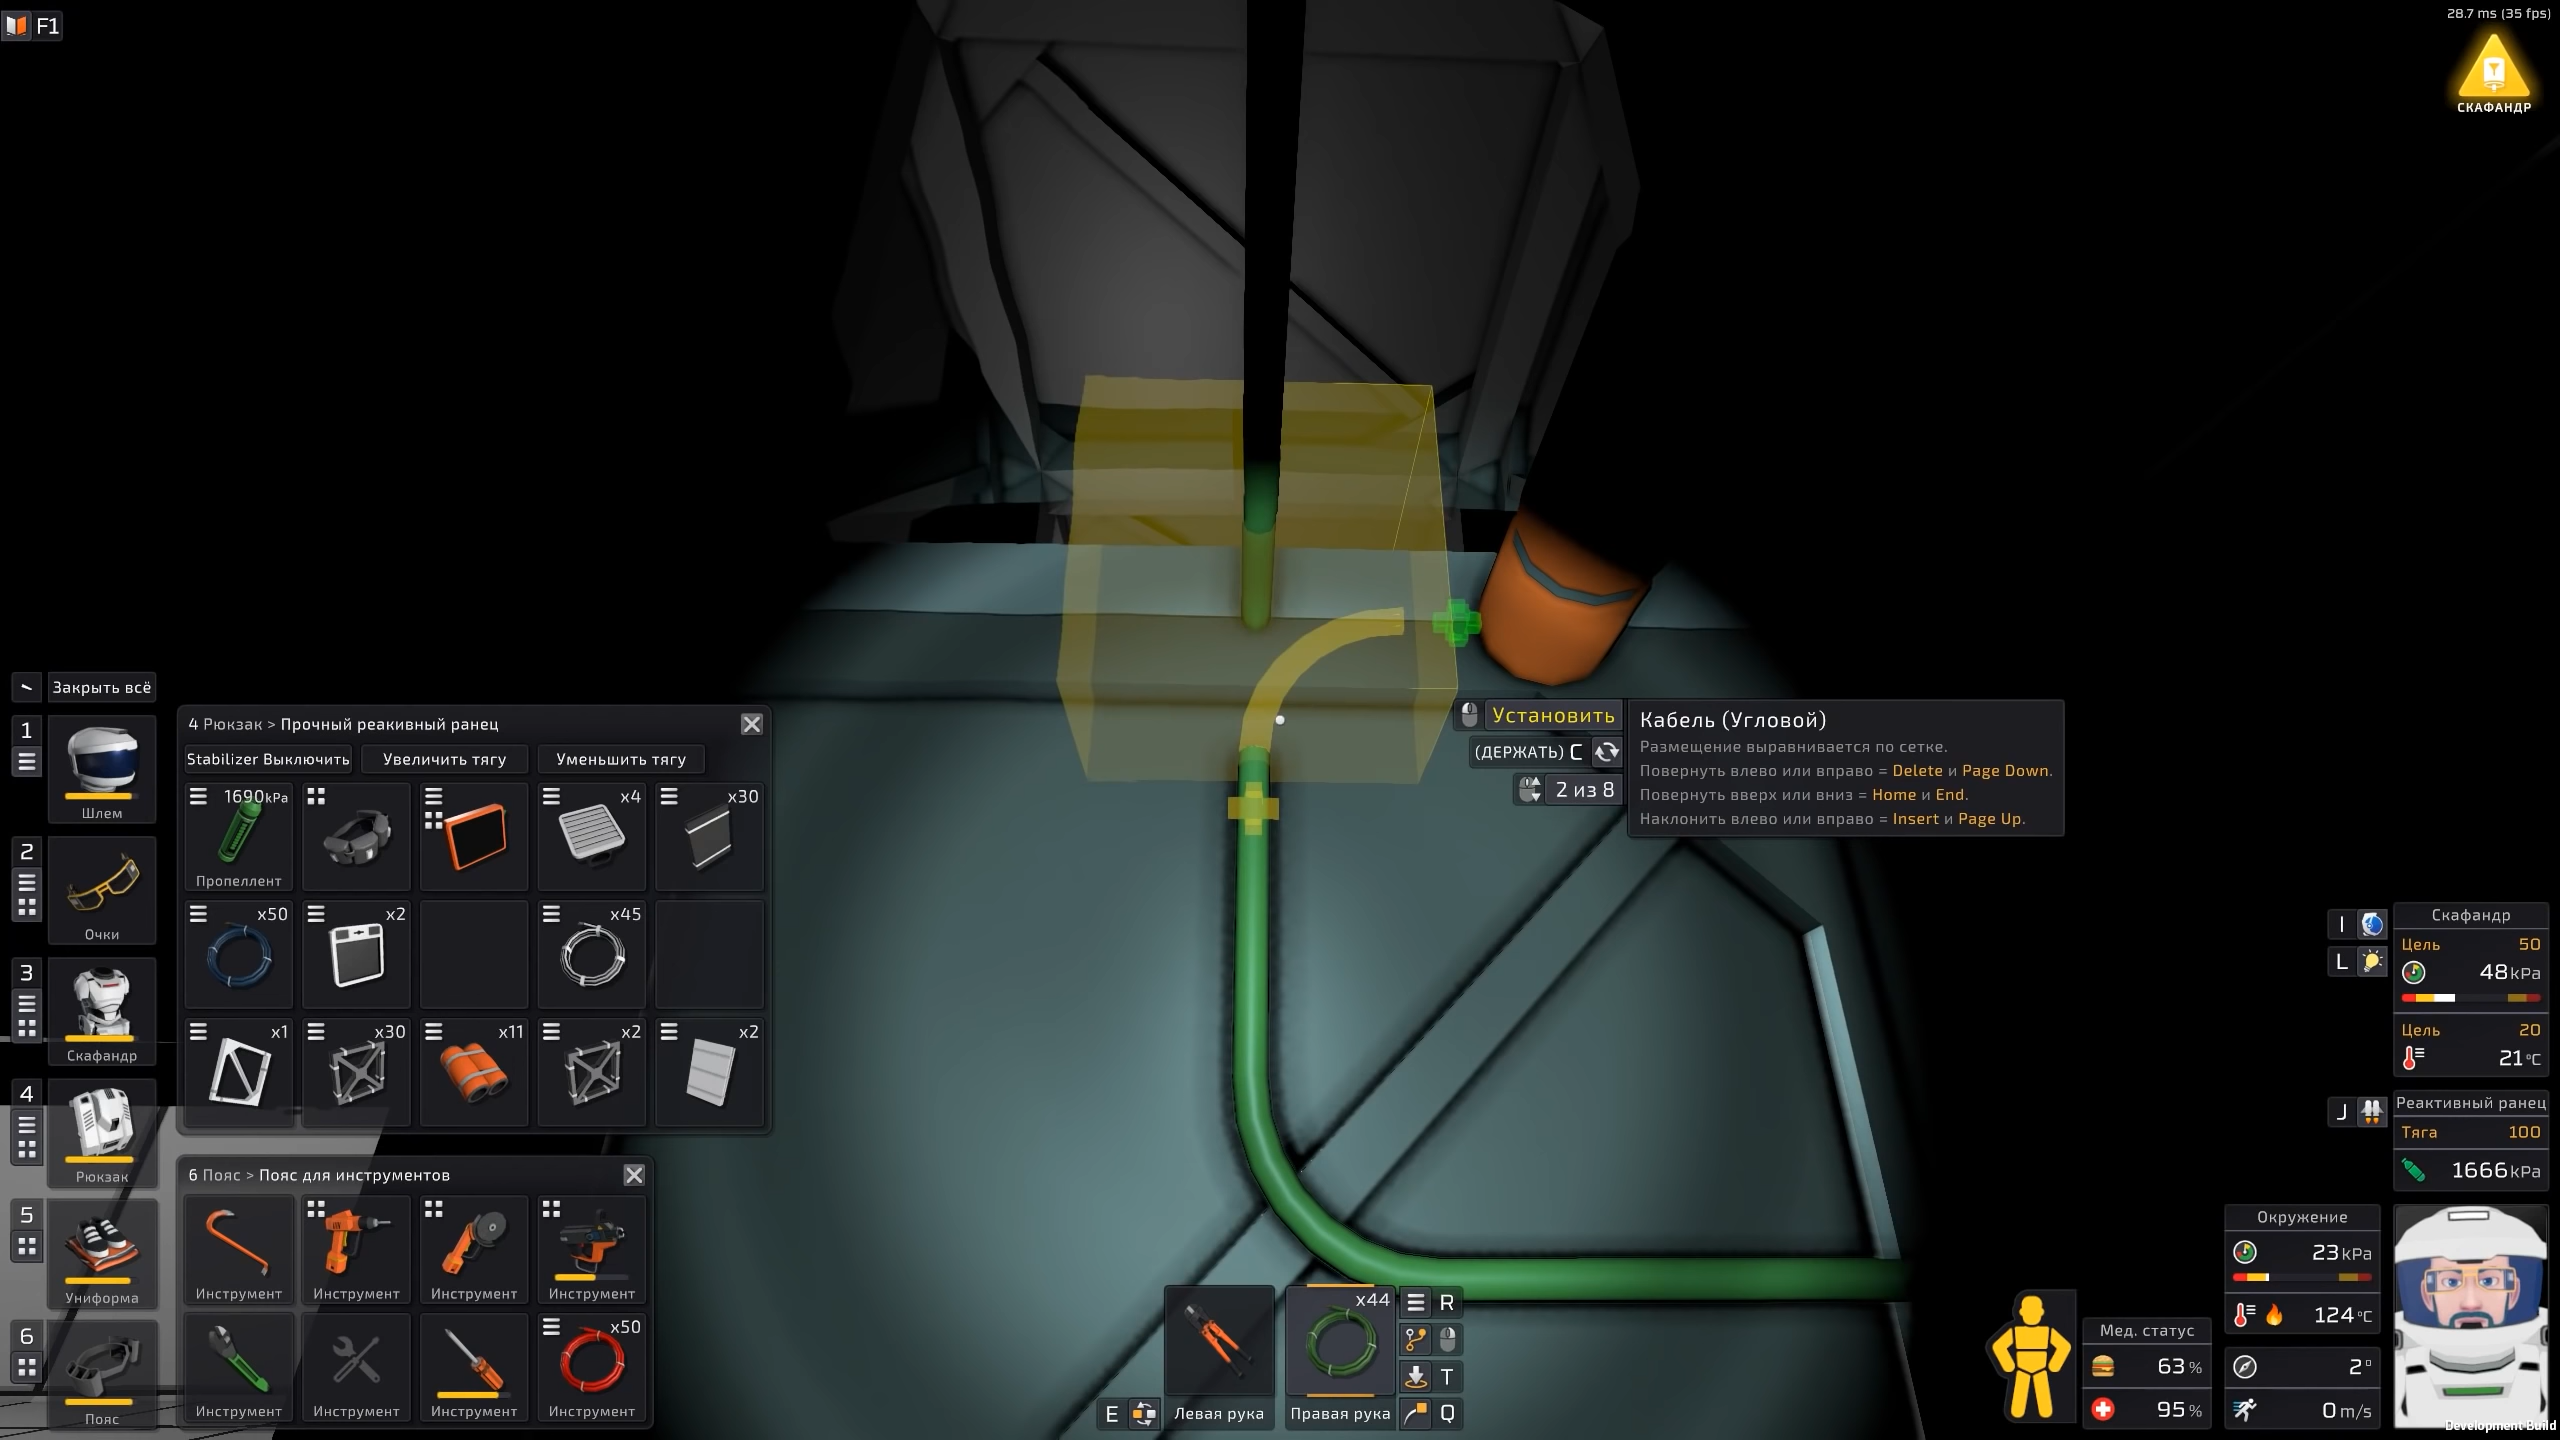 F1
28.7 ms (35 fps)
СКАФАНДР
Закрыть всё
1
Шлем
2
Очки
3
Скафандр
4
Рюкзак
5
Униформа
6
Пояс
4 Рюкзак > Прочный реакивный ранец
Stabilizer Выключить
Увеличить тягу
Уменьшить тягу
1690kPa
Пропеллент
x4
x30
x50
x2
x45
x1
x30
x11
x2
x2
6 Пояс > Пояс для инструментов
Инструмент
Инструмент
Инструмент
Инструмент
Инструмент
Инструмент
Инструмент
x50
Инструмент
Установить
(ДЕРЖАТЬ) C
2 из 8
Кабель (Угловой)
Размещение выравнивается по сетке.
Повернуть влево или вправо = Delete и Page Down.
Повернуть вверх или вниз = Home и End.
Наклонить влево или вправо = Insert и Page Up.
x44
R
T
E
Левая рука
Правая рука
Q
I
L
J
Скафандр
Цель 50
48kPa
Цель 20
21°C
Реактивный ранец
Тяга 100
1666kPa
Окружение
23kPa
124°C
2°
0m/s
Мед. статус
63%
95%
Development Build